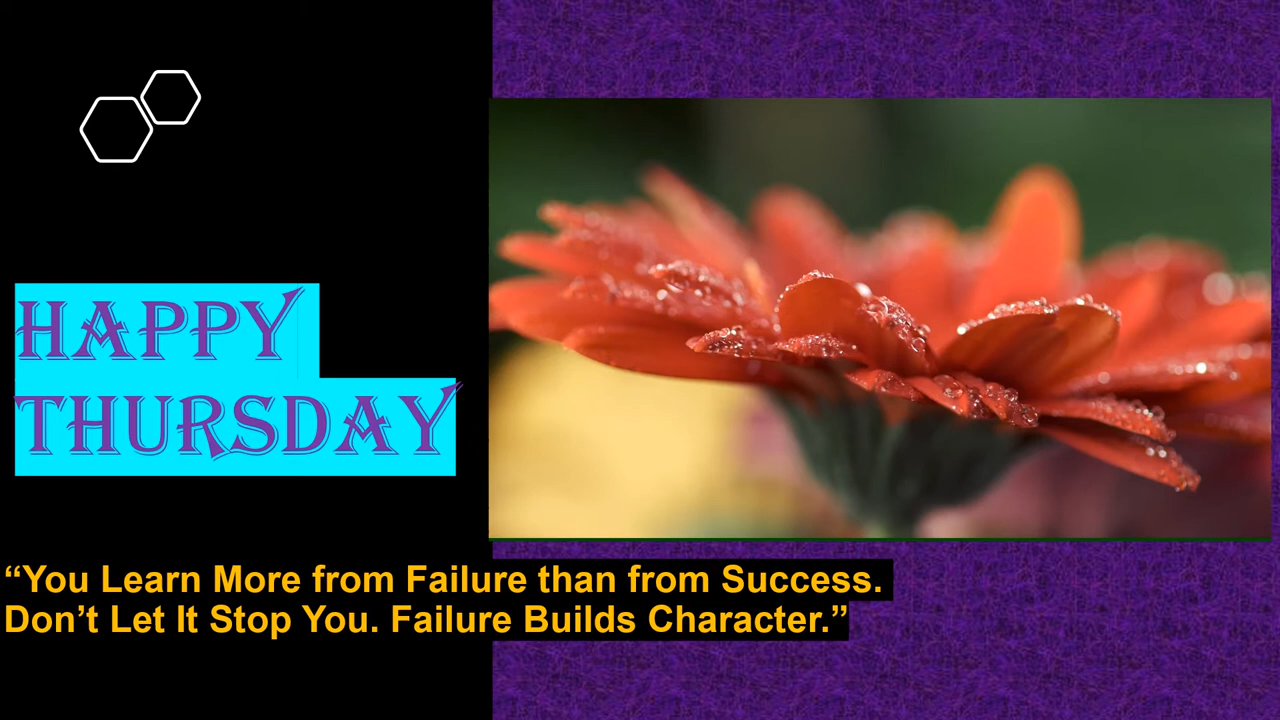 HAPPY
THURSDAY
“You Learn More from Failure than from Success.
Don’t Let It Stop You. Failure Builds Character.”